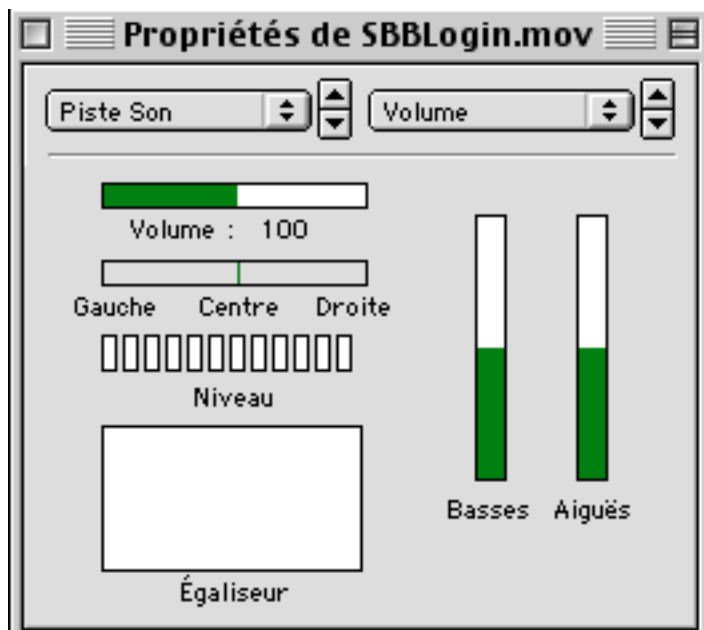 Propriétés de SBBLogin.mov
Piste Son
Volume
Volume : 100
Gauche Centre Droite
Niveau
Égaliseur
Basses Aiguës